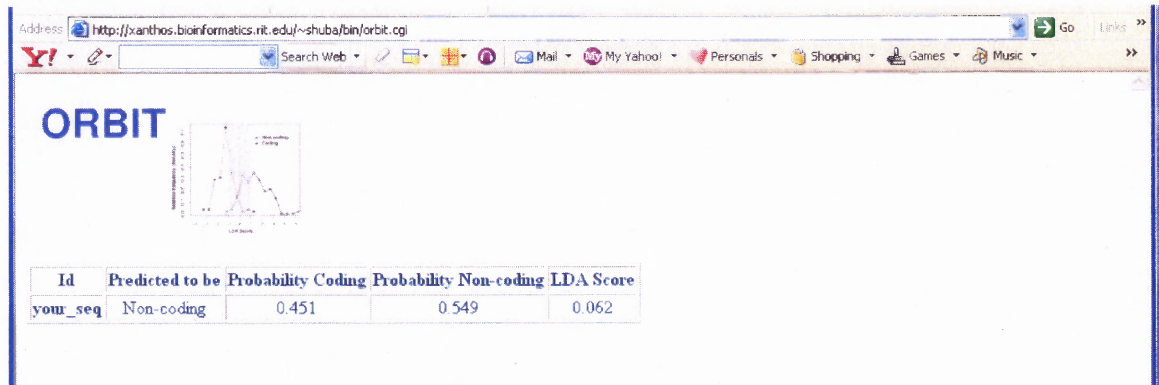 Address http://xanthos.bioinformatics.rit.edu/~shuba/bin/orbit.cgi Go Links »
Y! Search Web Mail My Yahoo! Personals Shopping Games Music »
ORBIT
Non-coding
Coding
LDA Score
Id Predicted to be Probability Coding Probability Non-coding LDA Score
your_seq Non-coding 0.451 0.549 0.062